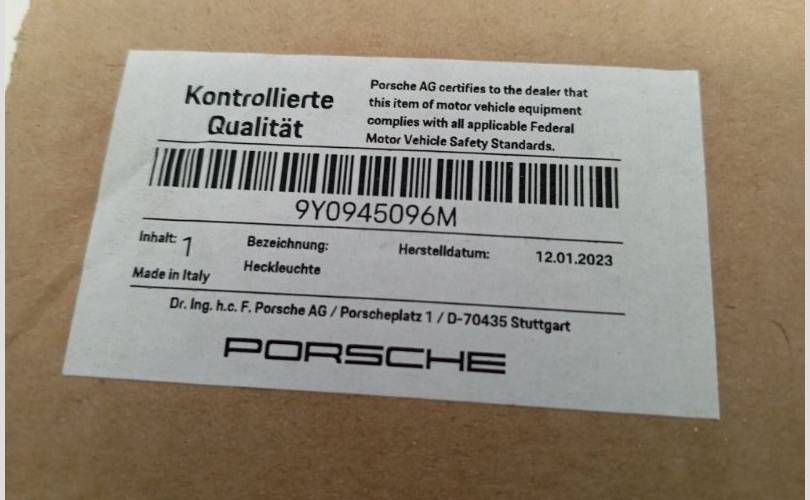 Kontrollierte
Qualität
Porsche AG certifies to the dealer that
this item of motor vehicle equipment
complies with all applicable Federal
Motor Vehicle Safety Standards.
9Y0945096M
Inhalt: 1
Bezeichnung:
Herstelldatum:
12.01.2023
Made in Italy
Heckleuchte
Dr. Ing. h.c. F. Porsche AG / Porscheplatz 1 / D-70435 Stuttgart
PORSCHE